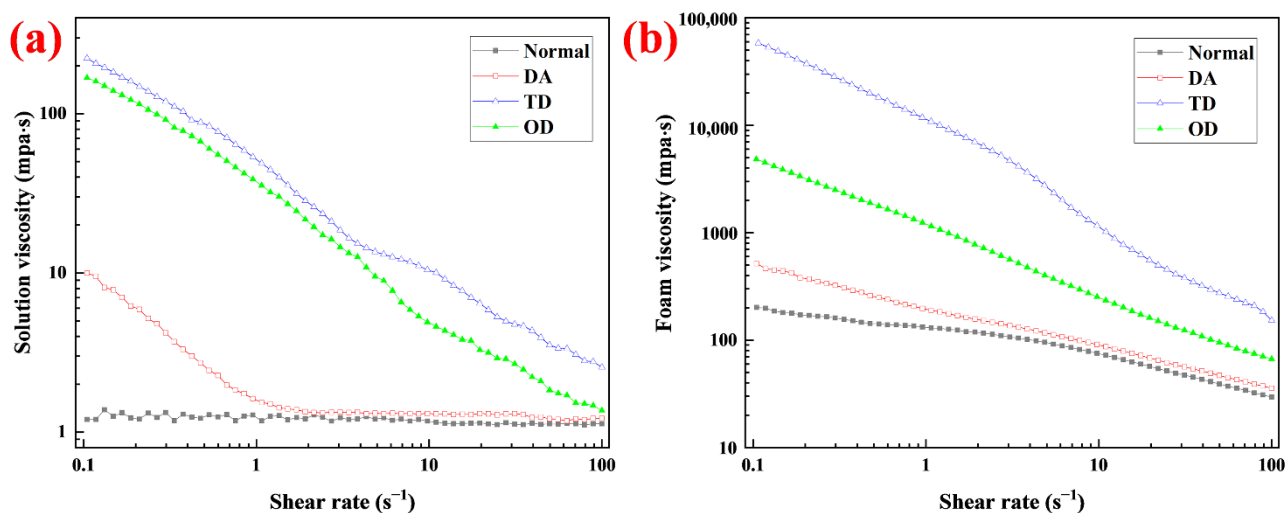 (a)
Solution viscosity (mpa·s)
100
10
1
0.1
1
10
100
Shear rate (s⁻¹)
Normal
DA
TD
OD
(b)
Foam viscosity (mpa·s)
100,000
10,000
1000
100
10
0.1
1
10
100
Shear rate (s⁻¹)
Normal
DA
TD
OD